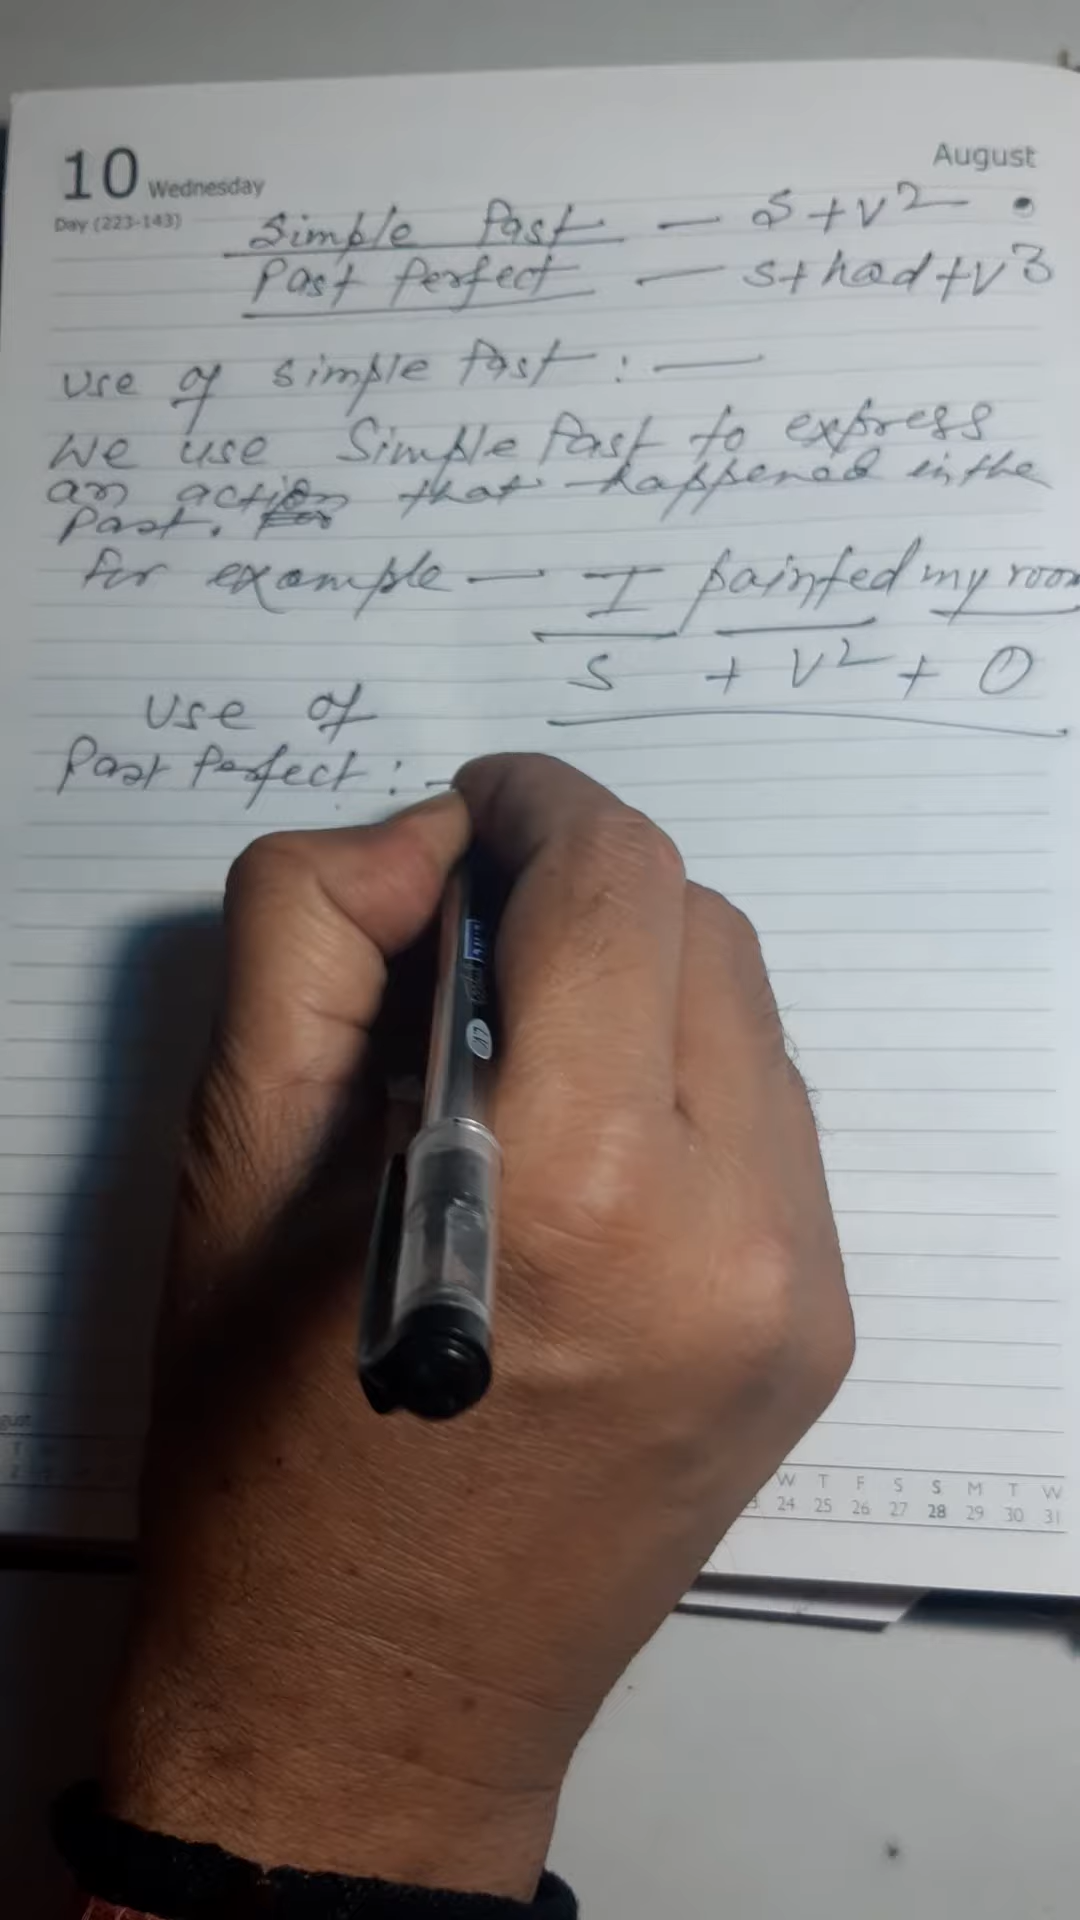 10 Wednesday
August
Day (223-143)
Simple Past — S+V2
Past Perfect — S+had+V3
Use of Simple Past : —
We use Simple Past to express
an action that happened in the
Past.
For example — I painted my room
S + V2 + O
Use of
Past Perfect : -
gust
W T F S S M T W
24 25 26 27 28 29 30 31